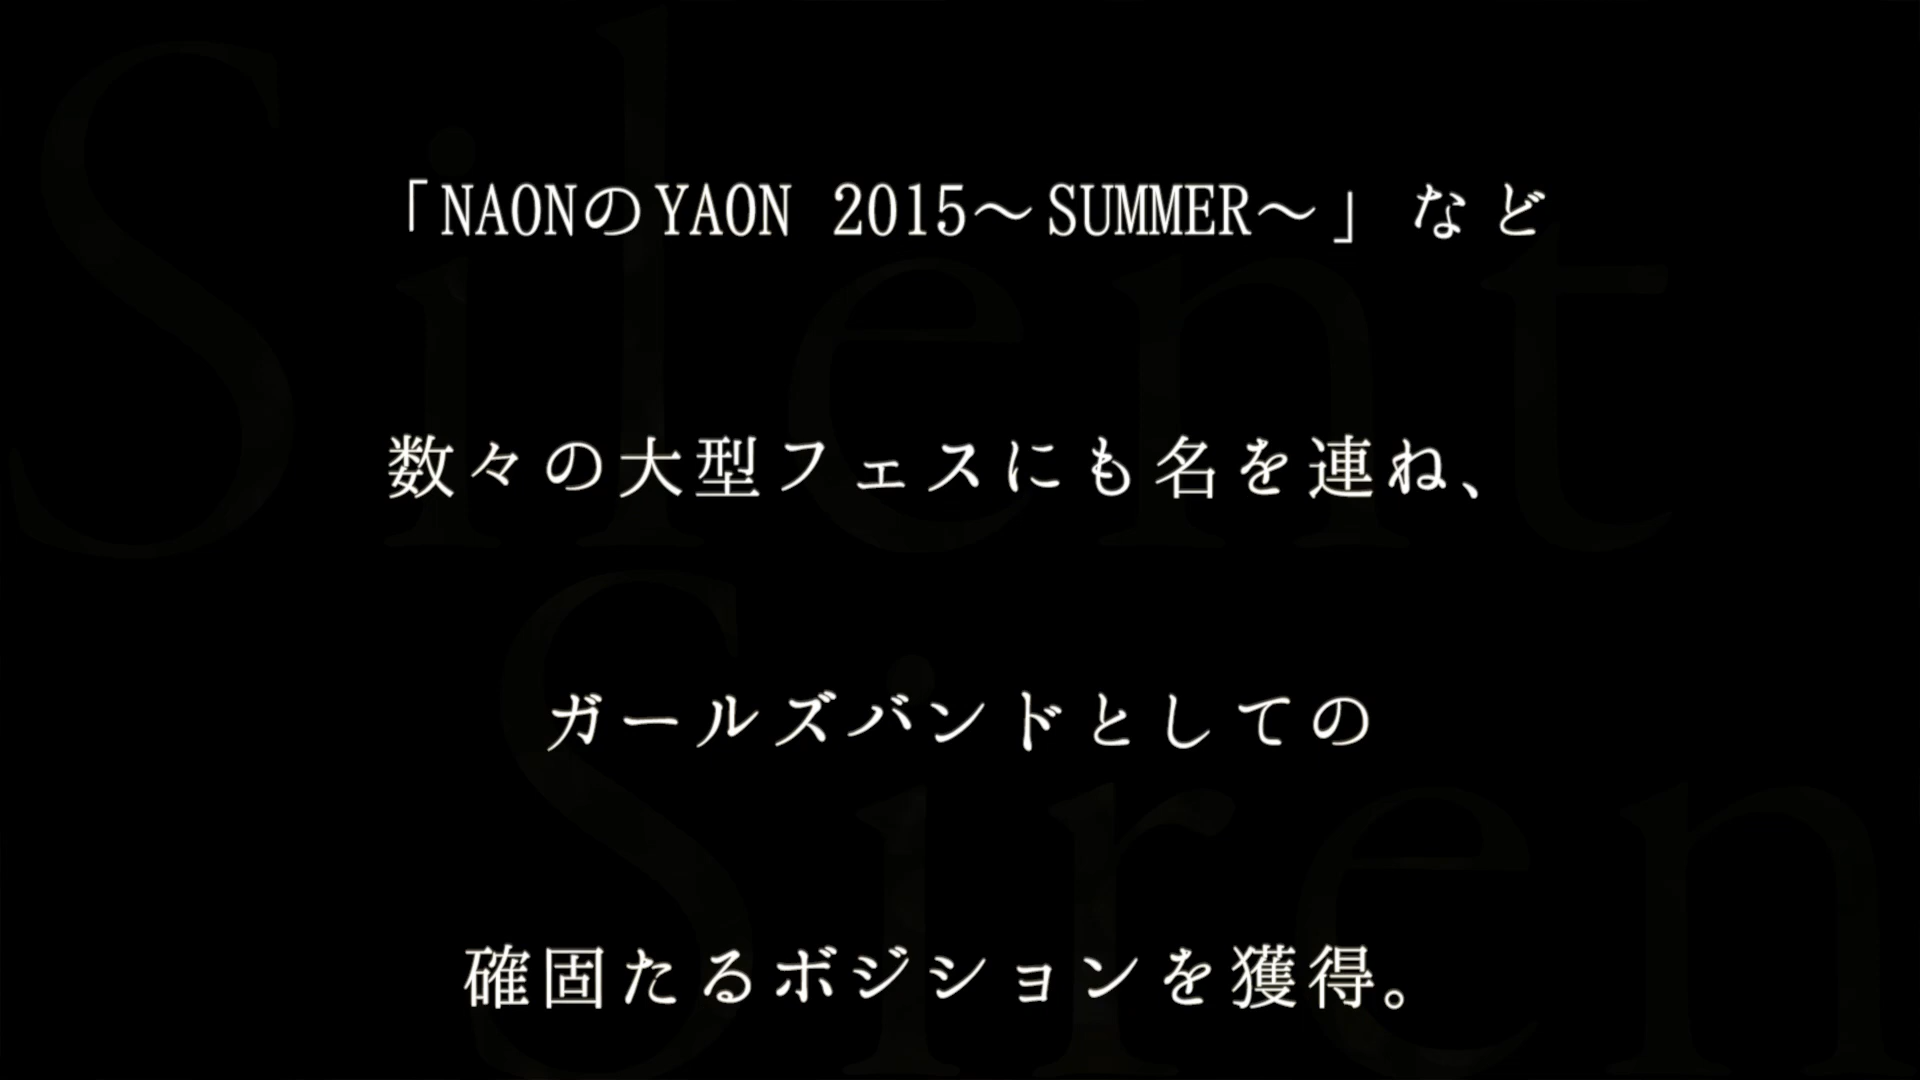 「NAONのYAON 2015～SUMMER～」など
数々の大型フェスにも名を連ね、
ガールズバンドとしての
確固たるボジションを獲得。
Silent
Siren